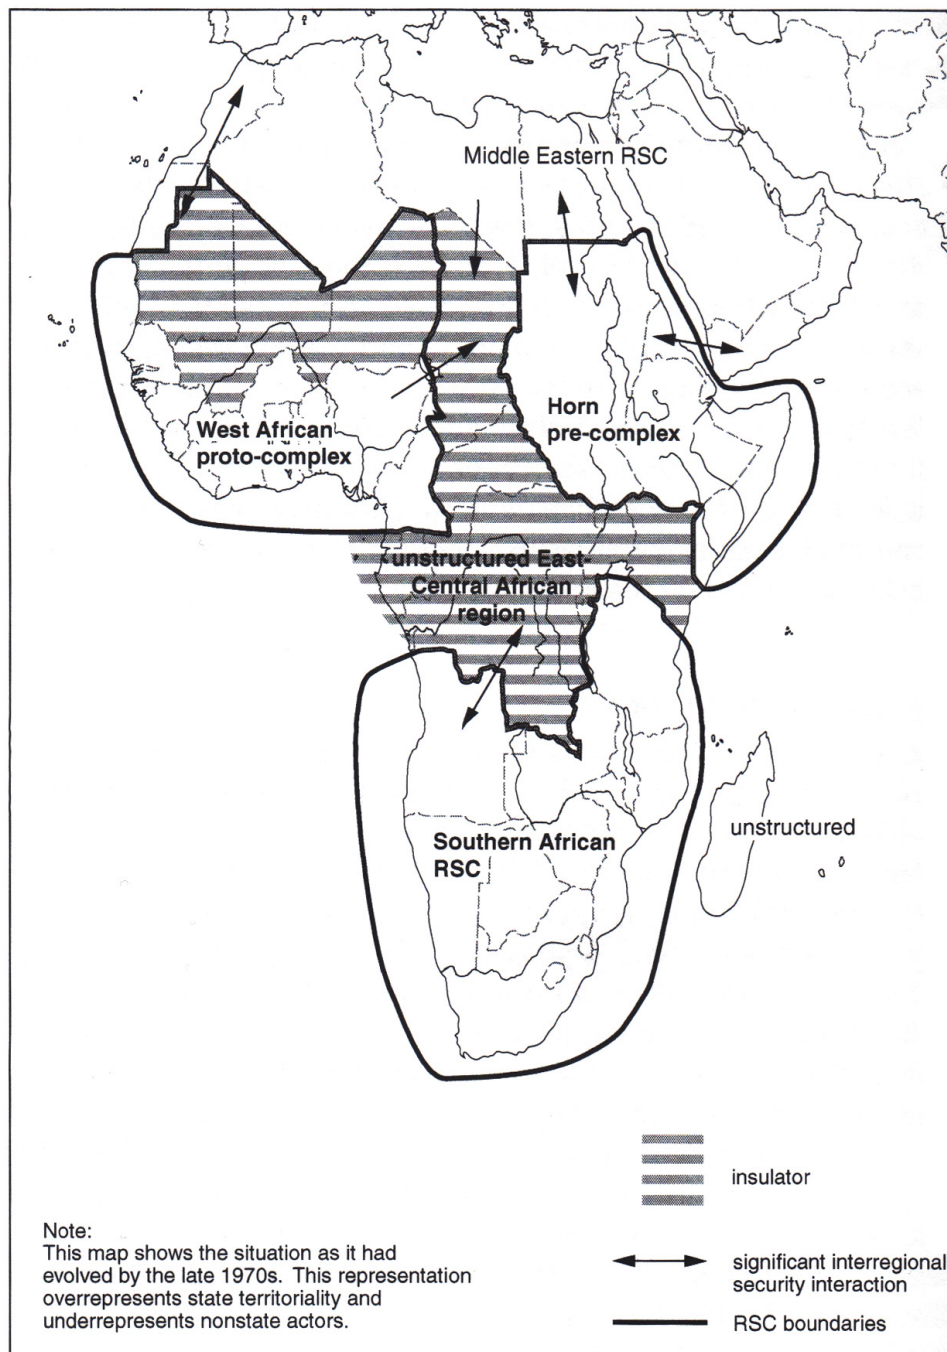 Middle Eastern RSC
West African
proto-complex
Horn
pre-complex
unstructured East-
Central African
region
Southern African
RSC
unstructured
insulator
Note:
This map shows the situation as it had
evolved by the late 1970s. This representation
overrepresents state territoriality and
underrepresents nonstate actors.
significant interregional
security interaction
RSC boundaries